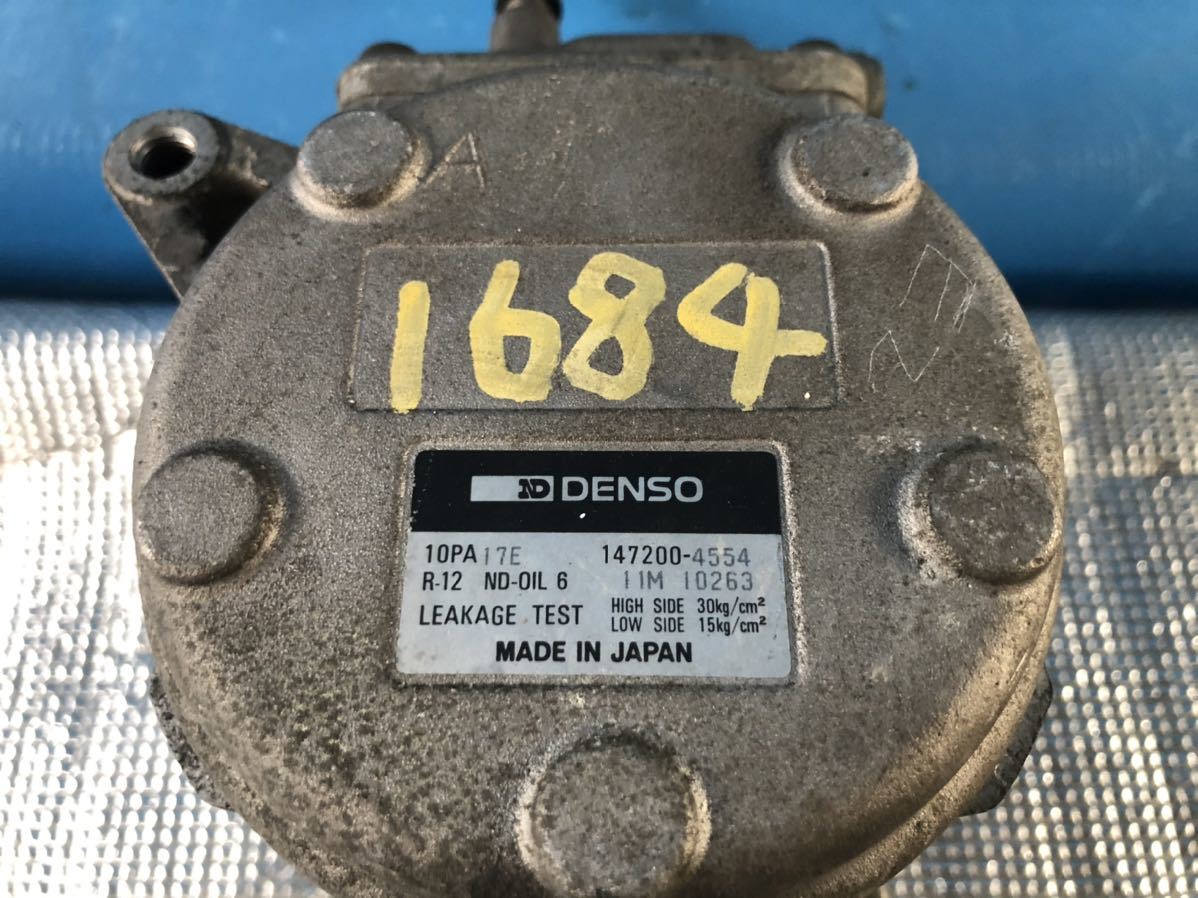 A
1684
ND DENSO
10PA17E 147200-4554
R-12 ND-OIL 6 11M 10263
LEAKAGE TEST HIGH SIDE 30kg/cm²
LOW SIDE 15kg/cm²
MADE IN JAPAN